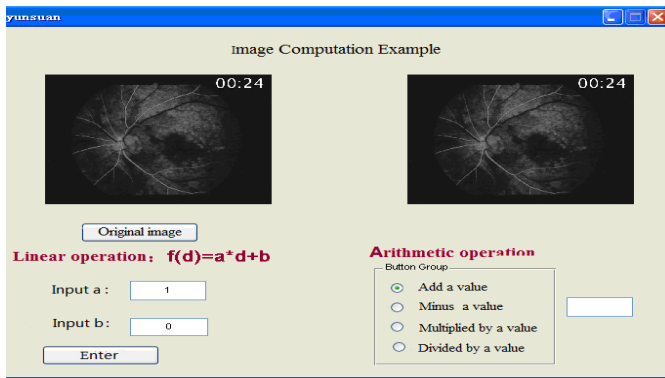 yunsuan
Image Computation Example
00:24
00:24
Original image
Linear operation: f(d)=a*d+b
Input a :
1
Input b :
0
Enter
Arithmetic operation
Button Group
Add a value
Minus a value
Multiplied by a value
Divided by a value